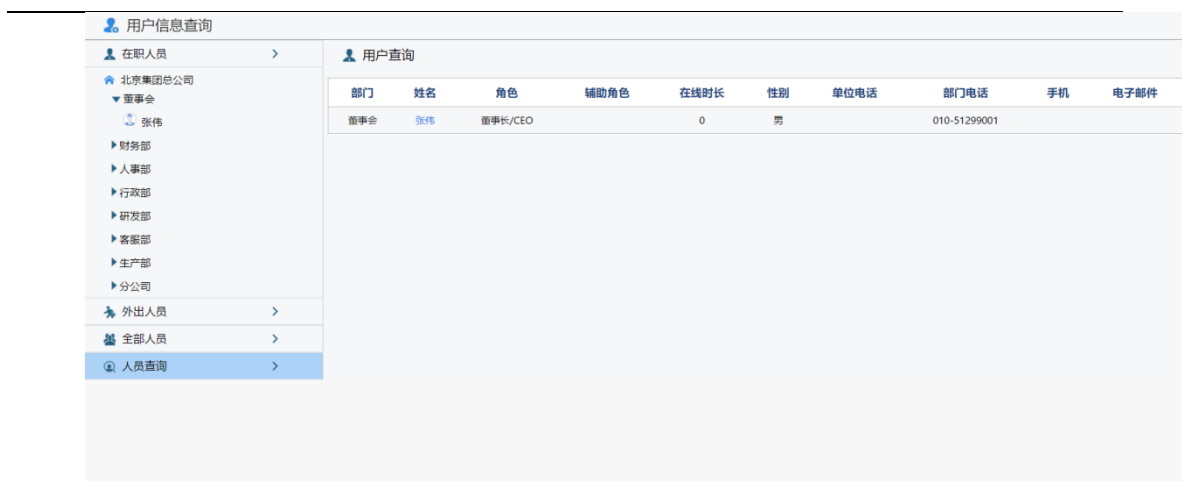 用户信息查询
在职人员
北京集团总公司
董事会
张伟
财务部
人事部
行政部
研发部
客服部
生产部
分公司
外出人员
全部人员
人员查询
用户查询
部门 姓名 角色 辅助角色 在线时长 性别 单位电话 部门电话 手机 电子邮件
董事会 张伟 董事长/CEO 0 男 010-51299001